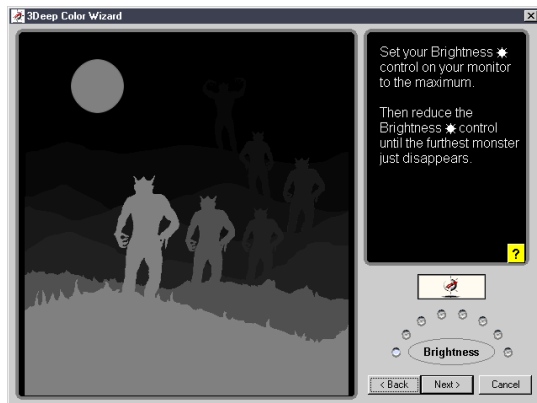 3Deep Color Wizard
Set your Brightness
control on your monitor
to the maximum.
Then reduce the
Brightness control
until the furthest monster
just disappears.
?
Brightness
< Back
Next >
Cancel